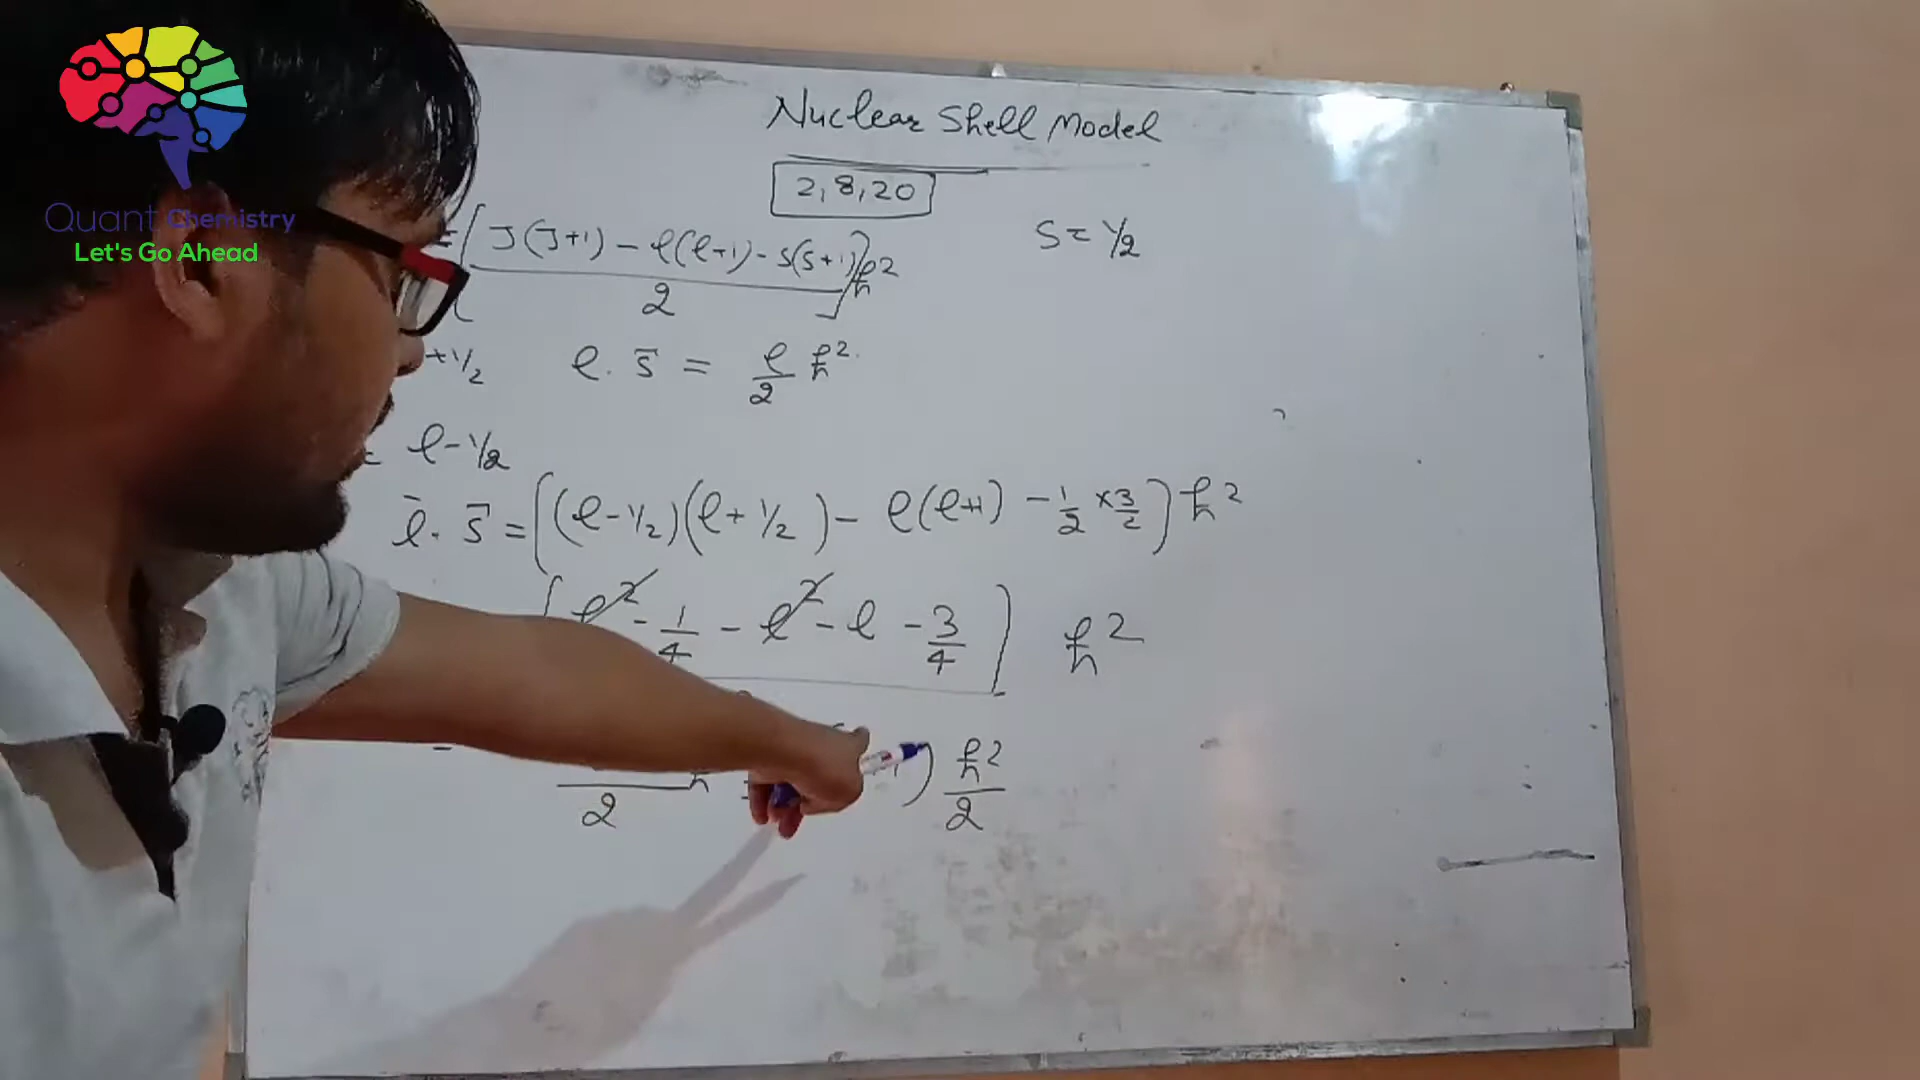 Quant Chemistry
Let's Go Ahead
Nuclear Shell Model
2, 8, 20
= [J(J+1) - l(l+1) - s(s+1)]ħ² / 2
S = 1/2
+1/2 l. s⃗ = l/2 ħ²
= l-1/2
l̄. s⃗ = [(l-1/2)(l+1/2) - l(l+1) - 1/2 × 3/2] ħ²
[l² - 1/4 - l² - l - 3/4] ħ²
) ħ²/2